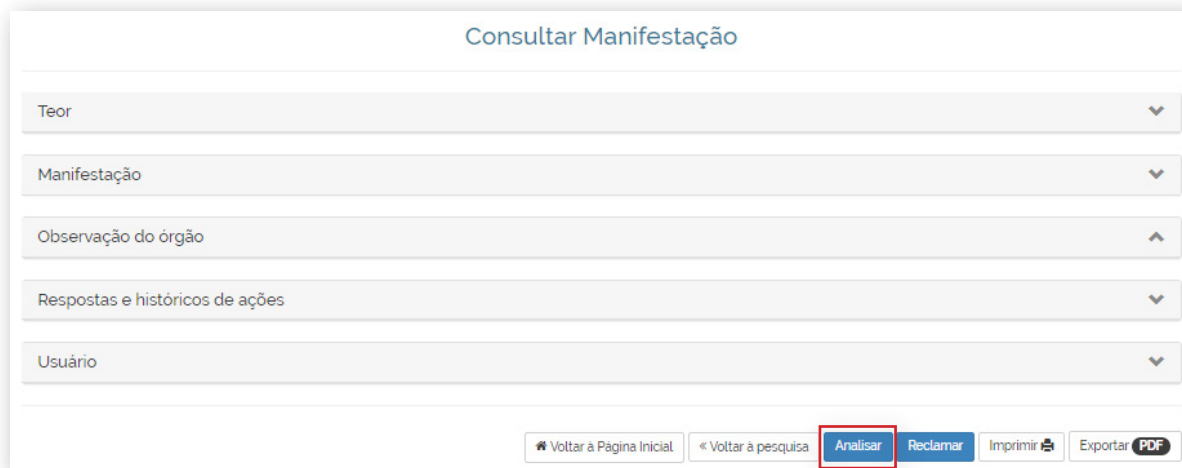 Consultar Manifestação
Teor
Manifestação
Observação do órgão
Respostas e históricos de ações
Usuário
Voltar à Página Inicial « Voltar à pesquisa Analisar Reclamar Imprimir Exportar PDF